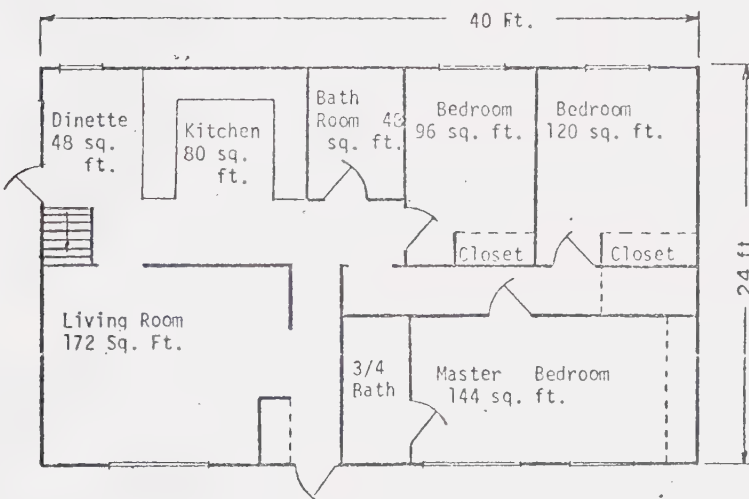 40 Ft.
Dinette
48 sq.
ft.
Kitchen
80 sq.
ft.
Bath
Room
sq. ft.
Bedroom
96 sq. ft.
Bedroom
120 sq. ft.
Closet
Closet
24 ft
Living Room
172 Sq. Ft.
3/4
Bath
Master Bedroom
144 sq. ft.